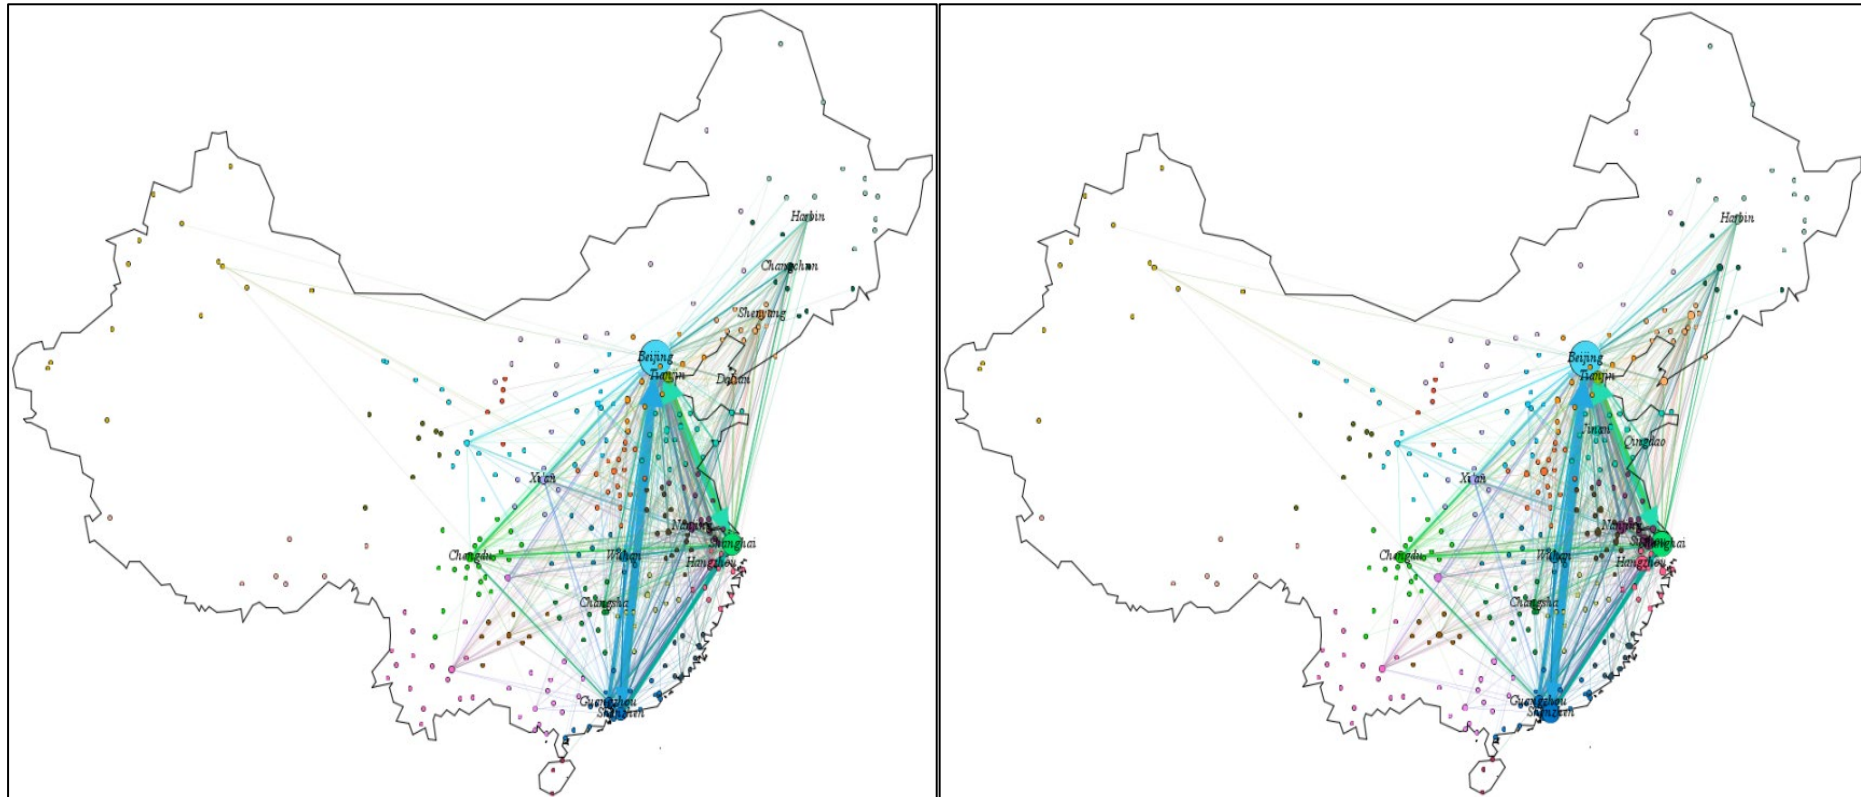 Harbin
Changchun
Shenyang
Beijing
Tianjin
Dalian
Xi'an
Nanjing
Shanghai
Chengdu
Wuhan
Hangzhou
Changsha
Guangzhou
Shenzhen
Harbin
Beijing
Tianjin
Jinan
Qingdao
Xi'an
Nanjing
Shanghai
Chengdu
Wuhan
Hangzhou
Changsha
Guangzhou
Shenzhen